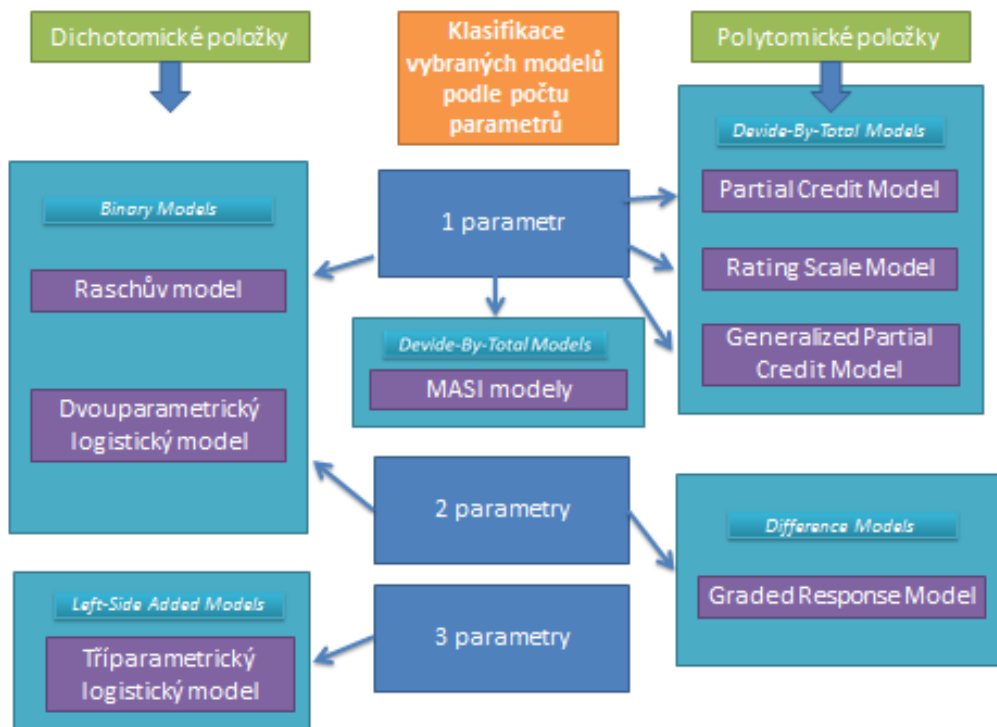 Dichotomické položky
Klasifikace
vybraných modelů
podle počtu
parametrů
Polytomické položky
Binary Models
Raschův model
Dvouparametrický
logistický model
Left-Side Added Models
Tříparametrický
logistický model
1 parametr
Devide-By-Total Models
MASI modely
2 parametry
3 parametry
Devide-By-Total Models
Partial Credit Model
Rating Scale Model
Generalized Partial
Credit Model
Difference Models
Graded Response Model